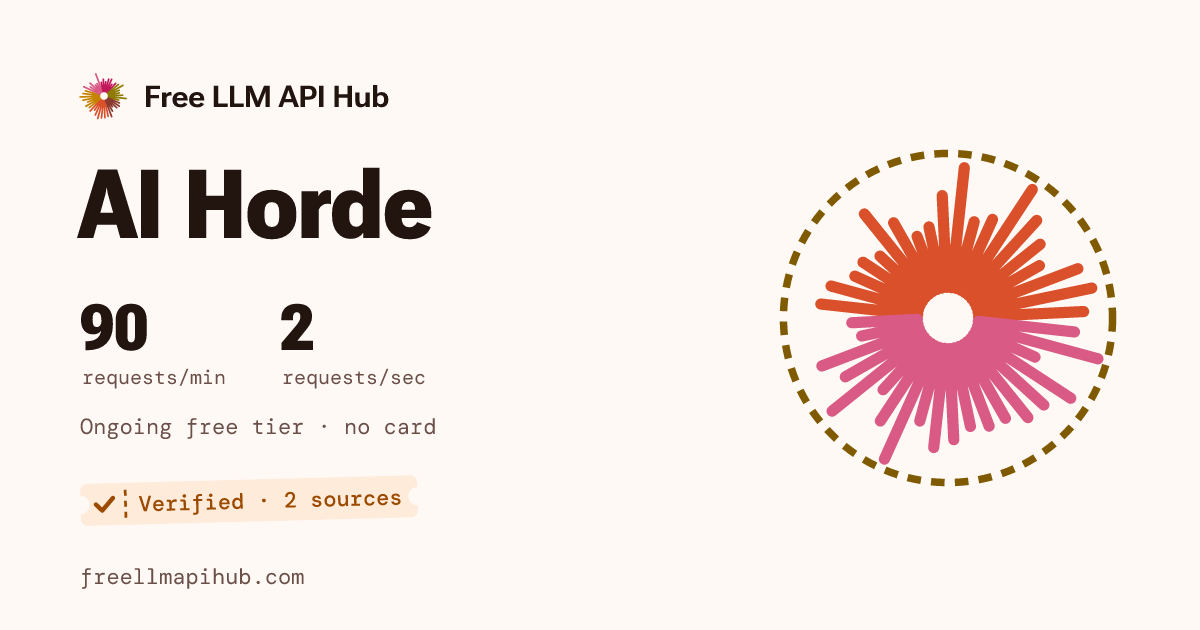 Free LLM API Hub
AI Horde
90 2
requests/min requests/sec
Ongoing free tier · no card
Verified · 2 sources
freellmapihub.com